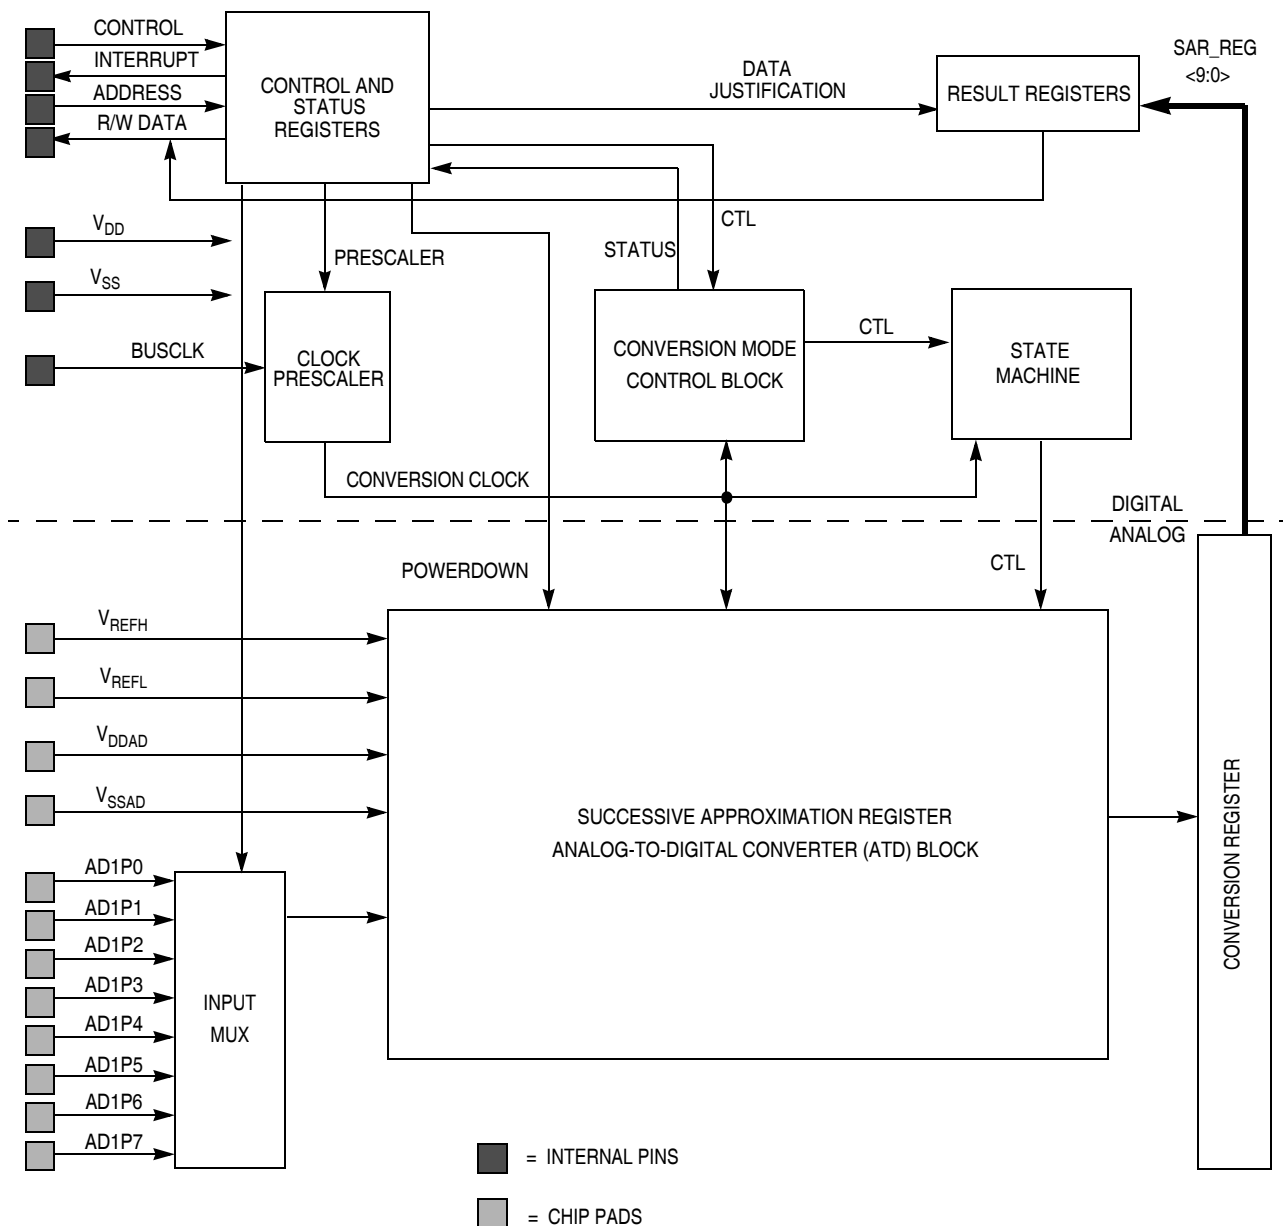 CONTROL
INTERRUPT
ADDRESS
R/W DATA
CONTROL AND
STATUS
REGISTERS
DATA
JUSTIFICATION
RESULT REGISTERS
SAR_REG
<9:0>
VDD
VSS
BUSCLK
PRESCALER
CLOCK
PRESCALER
STATUS
CTL
CONVERSION MODE
CONTROL BLOCK
CTL
STATE
MACHINE
CONVERSION CLOCK
DIGITAL
ANALOG
POWERDOWN
CTL
VREFH
VREFL
VDDAD
VSSAD
SUCCESSIVE APPROXIMATION REGISTER
ANALOG-TO-DIGITAL CONVERTER (ATD) BLOCK
CONVERSION REGISTER
AD1P0
AD1P1
AD1P2
AD1P3
AD1P4
AD1P5
AD1P6
AD1P7
INPUT
MUX
= INTERNAL PINS
= CHIP PADS